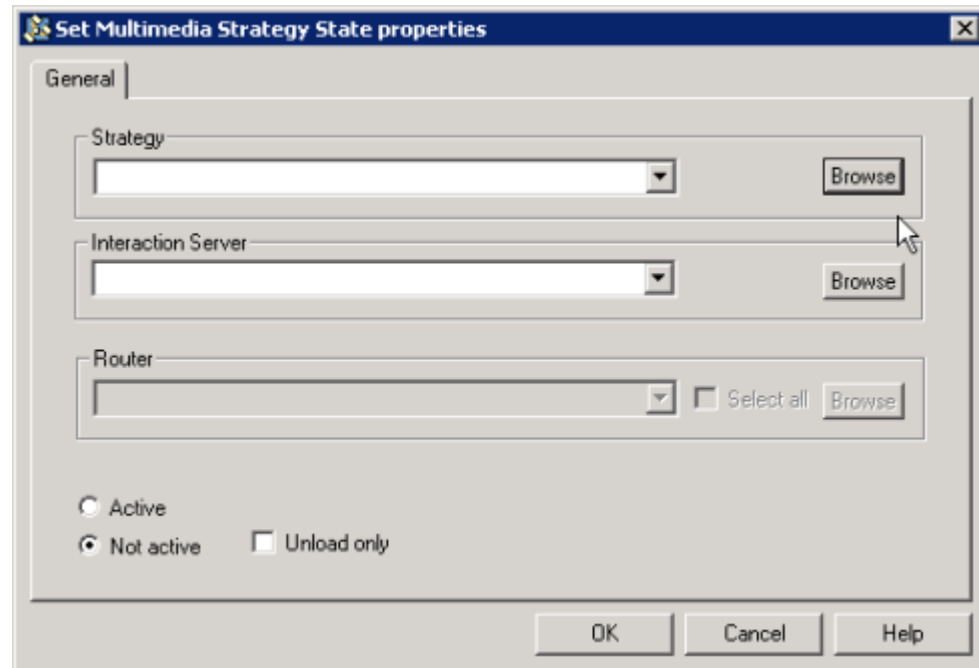 Set Multimedia Strategy State properties
General
Strategy
Browse
Interaction Server
Browse
Router
Select all Browse
Active
Not active Unload only
OK Cancel Help